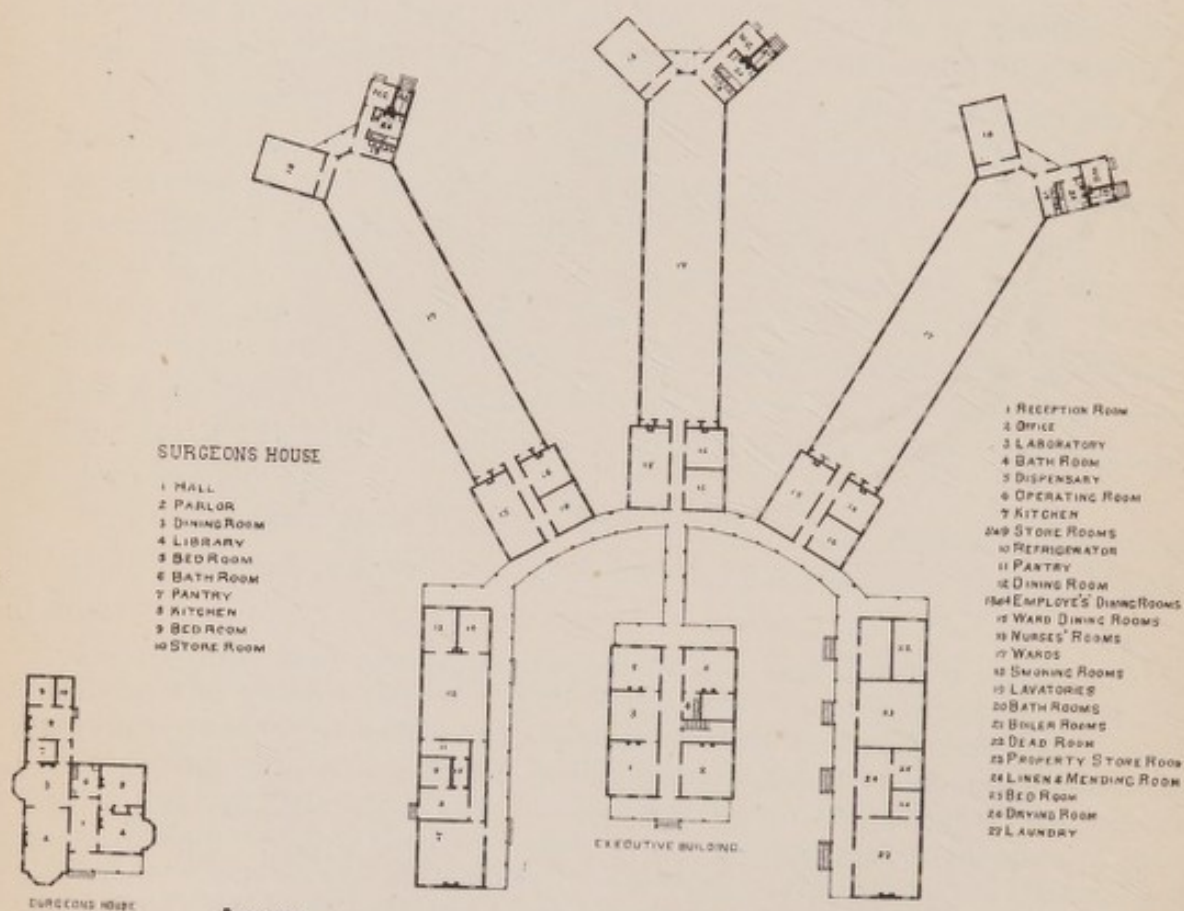 SURGEONS HOUSE
1 HALL
2 PARLOR
3 DINING ROOM
4 LIBRARY
5 BED ROOM
6 BATH ROOM
7 PANTRY
8 KITCHEN
9 BED ROOM
10 STORE ROOM
1 RECEPTION ROOM
2 OFFICE
3 LABORATORY
4 BATH ROOM
5 DISPENSARY
6 OPERATING ROOM
7 KITCHEN
8&9 STORE ROOMS
10 REFRIGERATOR
11 PANTRY
12 DINING ROOM
13&14 EMPLOYE'S DINING ROOMS
15 WARD DINING ROOMS
16 NURSES' ROOMS
17 WARDS
18 SMOKING ROOMS
19 LAVATORIES
20 BATH ROOMS
21 BOILER ROOMS
22 DEAD ROOM
23 PROPERTY STORE ROOM
24 LINEN & MENDING ROOM
25 BED ROOM
26 DRYING ROOM
27 LAUNDRY
EXECUTIVE BUILDING.
SURGEONS HOUSE